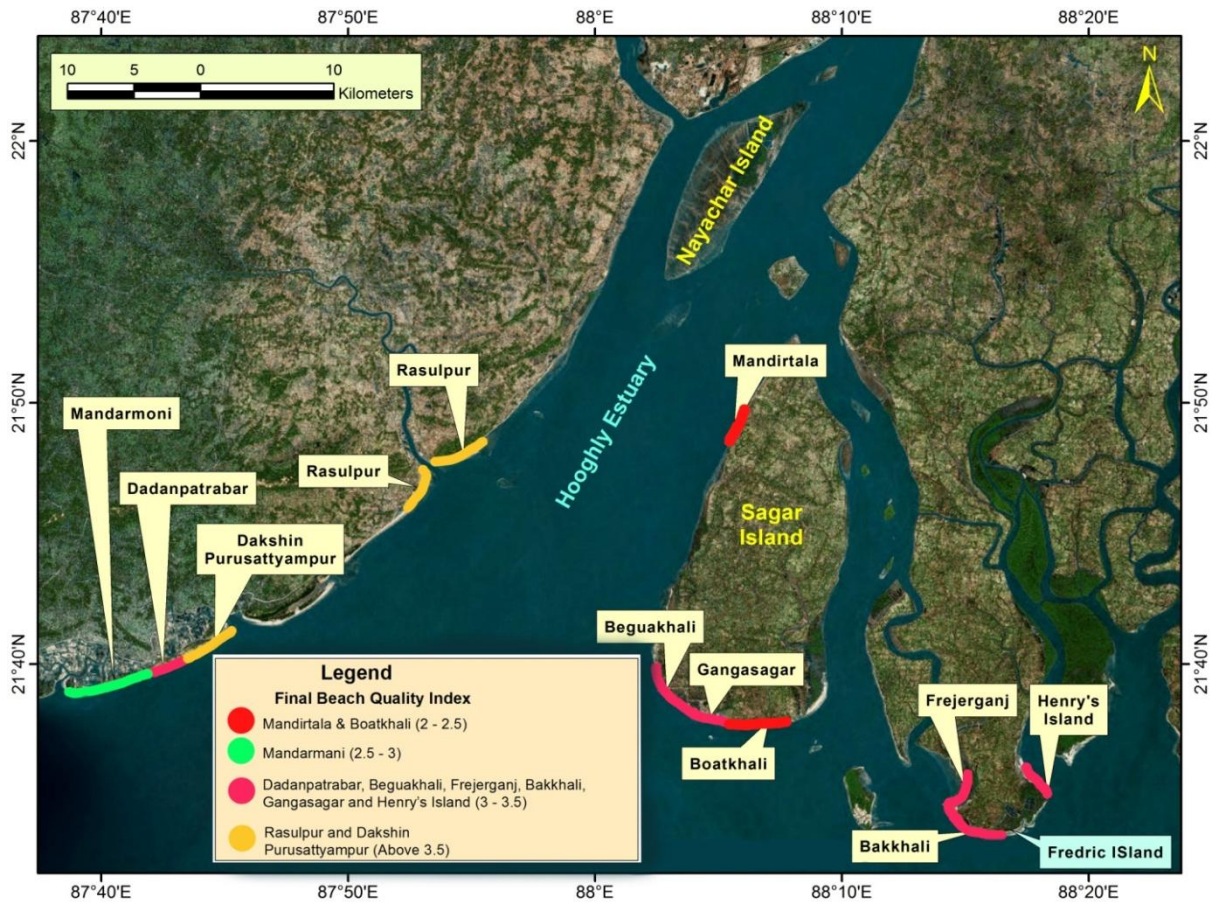 87°40'E 87°50'E 88°E 88°10'E 88°20'E
10 5 0 10
Kilometers
N
22°N
22°N
Nayachar Island
Rasulpur
Mandirtala
21°50'N
21°50'N
Mandarmoni
Hooghly Estuary
Rasulpur
Dadanpatrabar
Sagar
Island
Dakshin
Purusattyampur
Beguakhali
21°40'N
21°40'N
Gangasagar
Frejerganj
Henry's
Island
Boatkhali
Bakkhali
Fredric ISland
Legend
Final Beach Quality Index
Mandirtala & Boatkhali (2 - 2.5)
Mandarmani (2.5 - 3)
Dadanpatrabar, Beguakhali, Frejerganj, Bakkhali,
Gangasagar and Henry's Island (3 - 3.5)
Rasulpur and Dakshin
Purusattyampur (Above 3.5)
87°40'E 87°50'E 88°E 88°10'E 88°20'E